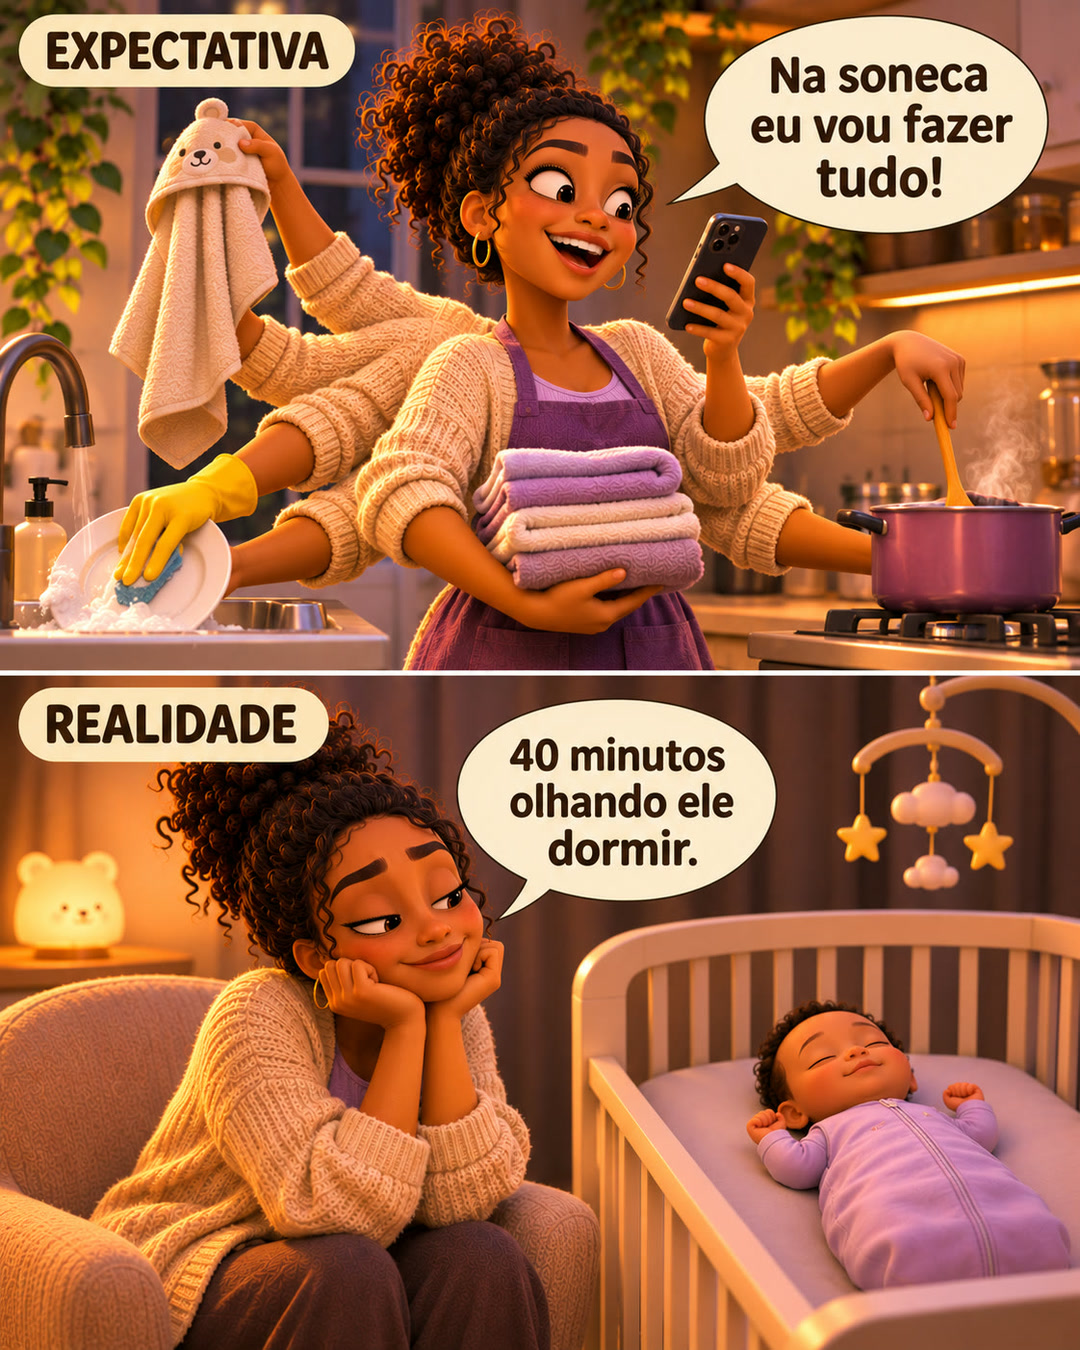 EXPECTATIVA
Na soneca
eu vou fazer
tudo!
REALIDADE
40 minutos
olhando ele
dormir.